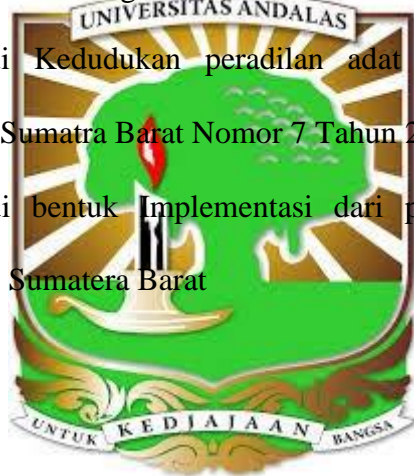 UNIVERSITAS ANDALAS
i Kedudukan peradilan adat
Sumatra Barat Nomor 7 Tahun 2
i bentuk Implementasi dari p
Sumatera Barat
UNTUK KEDJAJAAN BANGSA